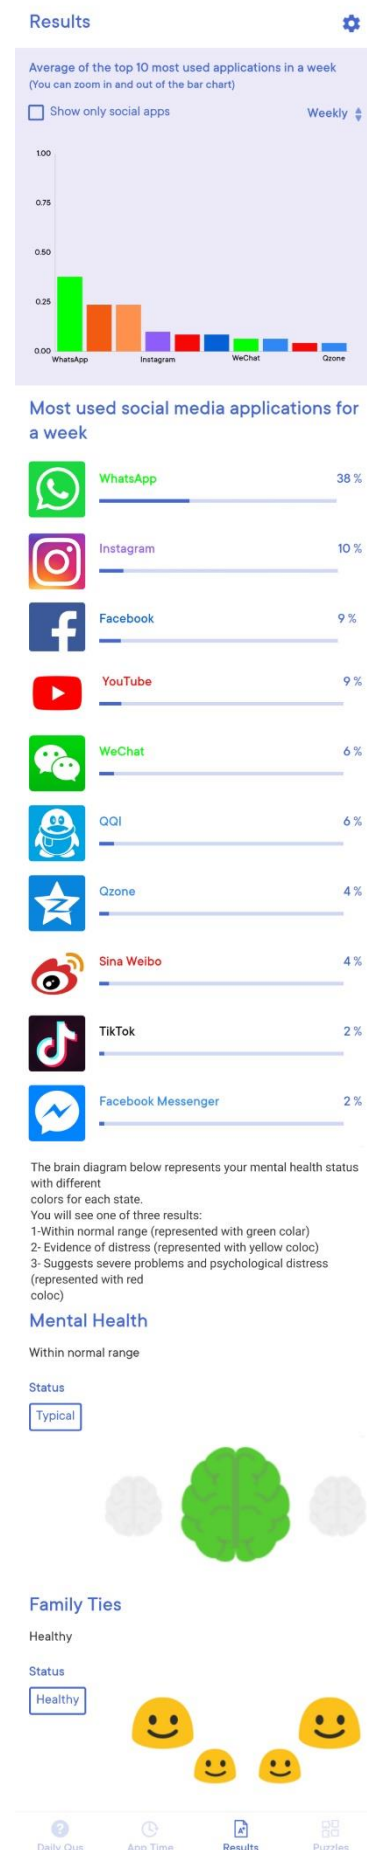 Results
Average of the top 10 most used applications in a week
(You can zoom in and out of the bar chart)
Show only social apps
Weekly
1.00
0.75
0.50
0.25
0.00
WhatsApp
Instagram
WeChat
Qzone
Most used social media applications for
a week
WhatsApp 38 %
Instagram 10 %
Facebook 9 %
YouTube 9 %
WeChat 6 %
QQI 6 %
Qzone 4 %
Sina Weibo 4 %
TikTok 2 %
Facebook Messenger 2 %
The brain diagram below represents your mental health status
with different
colors for each state.
You will see one of three results:
1-Within normal range (represented with green colar)
2- Evidence of distress (represented with yellow coloc)
3- Suggests severe problems and psychological distress
(represented with red
coloc)
Mental Health
Within normal range
Status
Typical
Family Ties
Healthy
Status
Healthy
Daily Qus
App Time
Results
Puzzles